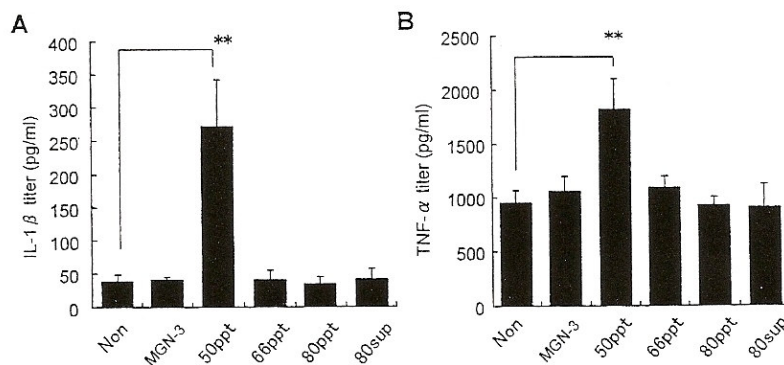 A
**
IL-1 β titer (pg/ml)
400
350
300
250
200
150
100
50
0
Non
MGN-3
50ppt
66ppt
80ppt
80sup
B
**
TNF-α titer (pg/ml)
2500
2000
1500
1000
500
0
Non
MGN-3
50ppt
66ppt
80ppt
80sup